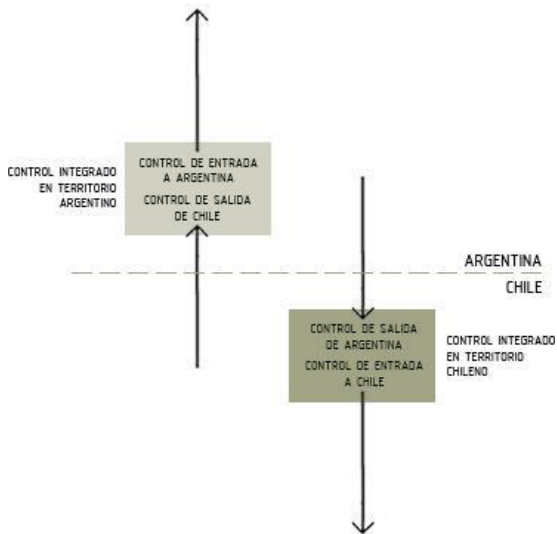 CONTROL INTEGRADO
EN TERRITORIO
ARGENTINO
CONTROL DE ENTRADA
A ARGENTINA
CONTROL DE SALIDA
DE CHILE
ARGENTINA
CHILE
CONTROL DE SALIDA
DE ARGENTINA
CONTROL DE ENTRADA
A CHILE
CONTROL INTEGRADO
EN TERRITORIO
CHILENO